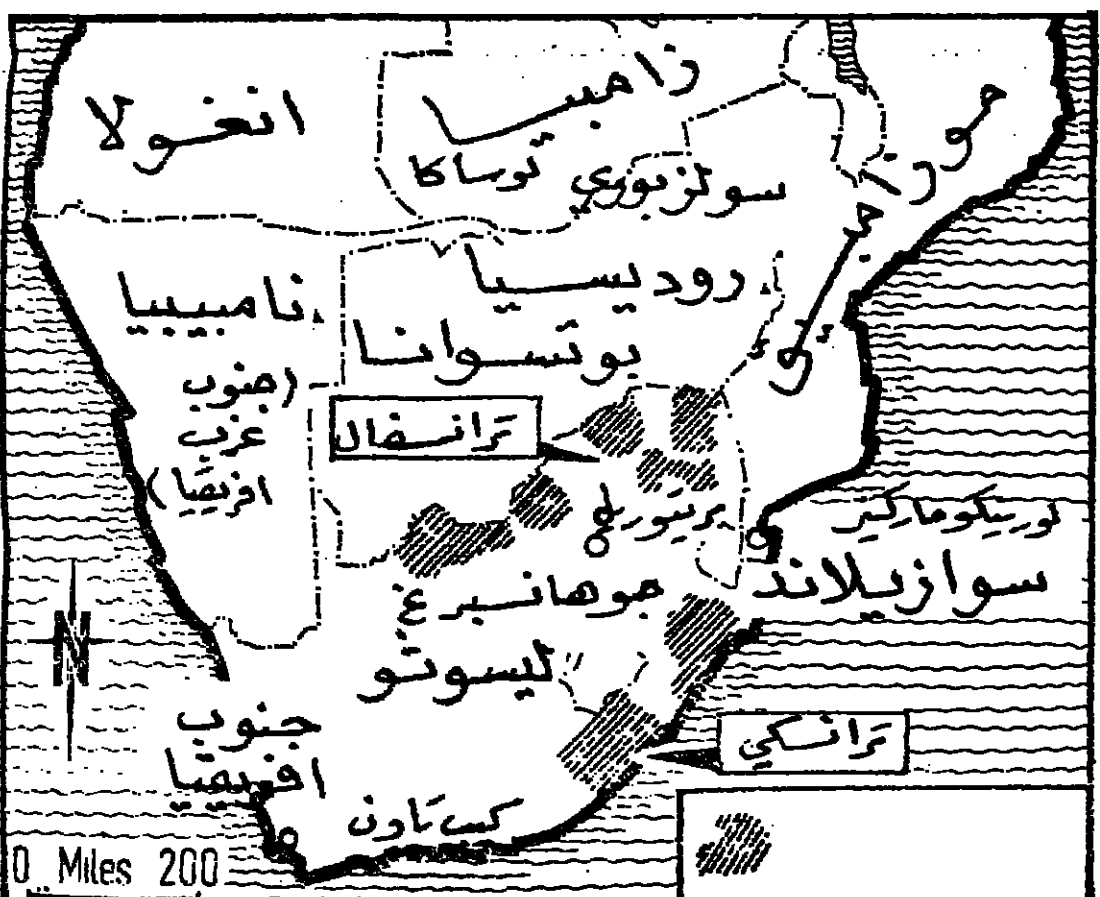 زامبيا
انغولا
لوساكا
سولزبوري
موزامبيق
روديسيا
نامبيبيا
بوتسوانا
(جنوب
غرب
افريقيا)
ترانسفال
بريتوريا
لورينكو ماركيز
سوازيلاند
جوهانسبرغ
ليسوتو
N
جنوب
افريقيا
ترانسكي
كيب تاون
0 Miles 200